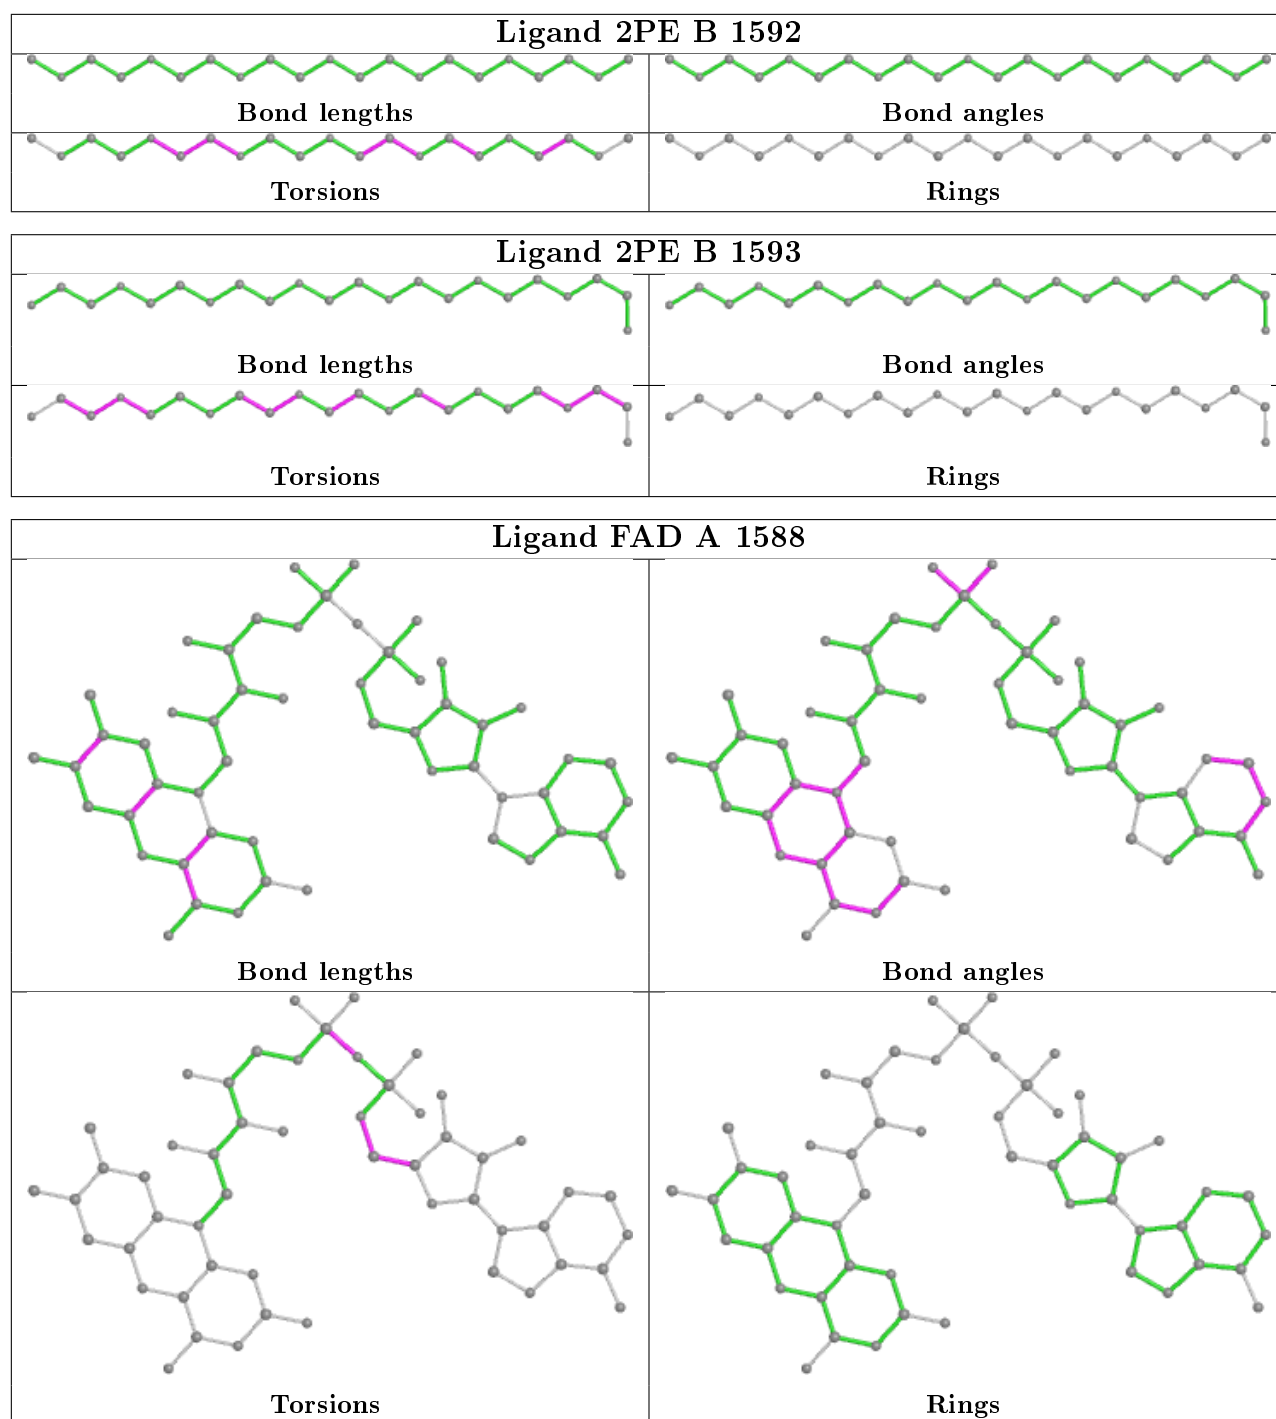 Ligand 2PE B 1592
Bond lengths
Bond angles
Torsions
Rings
Ligand 2PE B 1593
Bond lengths
Bond angles
Torsions
Rings
Ligand FAD A 1588
Bond lengths
Bond angles
Torsions
Rings